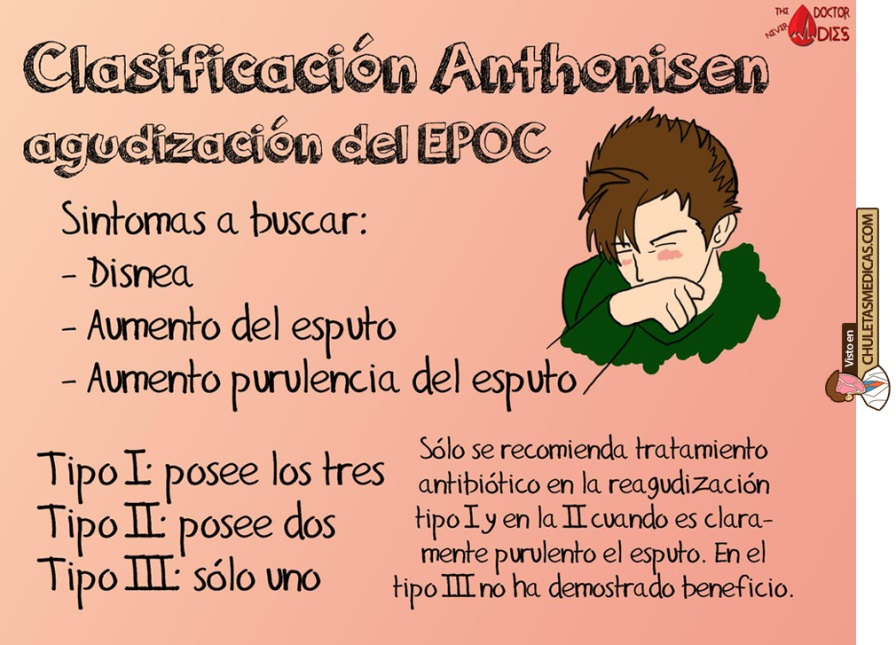 THE DOCTOR
NEVER DIES
Clasificación Anthonisen
agudización del EPOC
Sintomas a buscar:
- Disnea
- Aumento del esputo
- Aumento purulencia del esputo
Tipo I: posee los tres
Tipo II: posee dos
Tipo III: sólo uno
Sólo se recomienda tratamiento
antibiótico en la reagudización
tipo I y en la II cuando es clara-
mente purulento el esputo. En el
tipo III no ha demostrado beneficio.
Visto en
CHULETASMEDICAS.COM